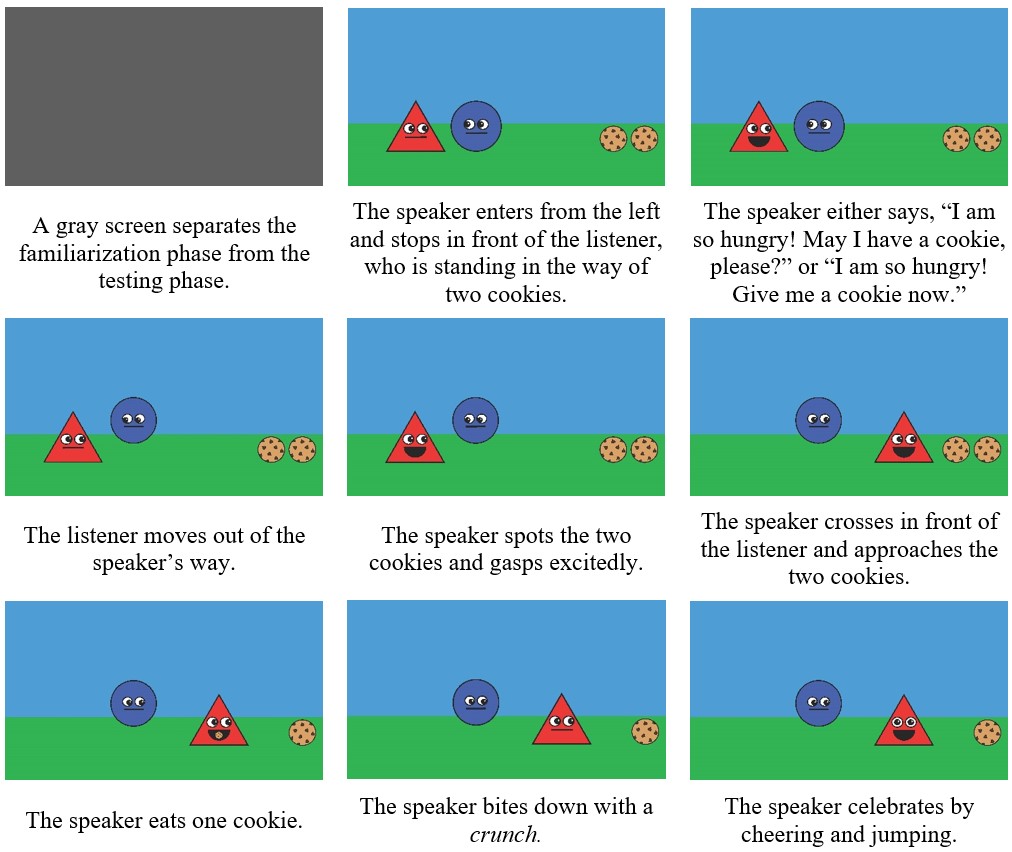 A gray screen separates the
familiarization phase from the
testing phase.
The speaker enters from the left
and stops in front of the listener,
who is standing in the way of
two cookies.
The speaker either says, “I am
so hungry! May I have a cookie,
please?” or “I am so hungry!
Give me a cookie now.”
The listener moves out of the
speaker’s way.
The speaker spots the two
cookies and gasps excitedly.
The speaker crosses in front of
the listener and approaches the
two cookies.
The speaker eats one cookie.
The speaker bites down with a
crunch.
The speaker celebrates by
cheering and jumping.